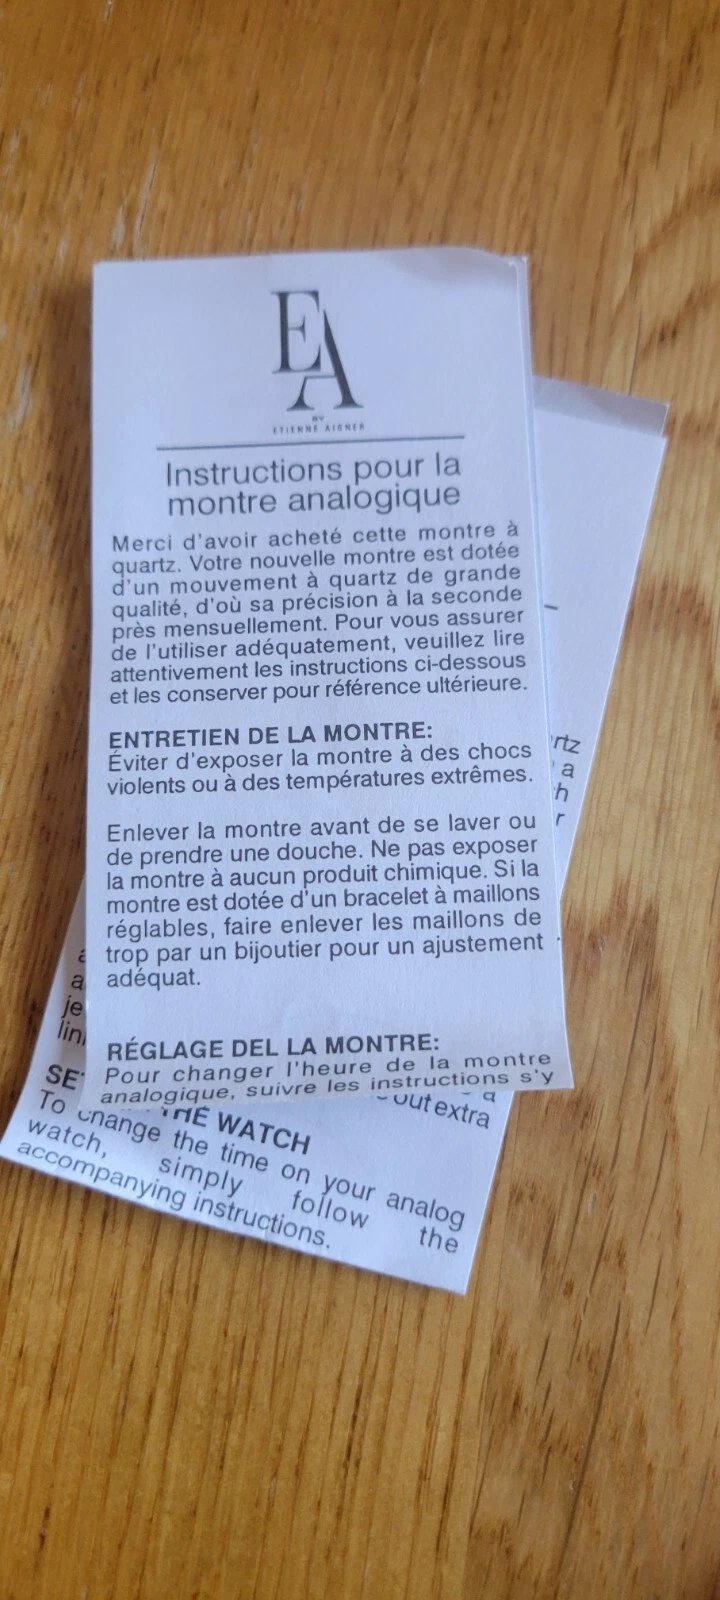 EA
BY
ETIENNE AIGNER
Instructions pour la
montre analogique
Merci d'avoir acheté cette montre à
quartz. Votre nouvelle montre est dotée
d'un mouvement à quartz de grande
qualité, d'où sa précision à la seconde
près mensuellement. Pour vous assurer
de l'utiliser adéquatement, veuillez lire
attentivement les instructions ci-dessous
et les conserver pour référence ultérieure.
ENTRETIEN DE LA MONTRE:
Éviter d'exposer la montre à des chocs
violents ou à des températures extrêmes.
Enlever la montre avant de se laver ou
de prendre une douche. Ne pas exposer
la montre à aucun produit chimique. Si la
montre est dotée d'un bracelet à maillons
réglables, faire enlever les maillons de
trop par un bijoutier pour un ajustement
adéquat.
RÉGLAGE DEL LA MONTRE:
Pour changer l'heure de la montre
analogique, suivre les instructions s'y
rtz
a
h
r
a
je
lin
a
out extra
SE THE WATCH
To change the time on your analog
watch, simply follow the
accompanying instructions.